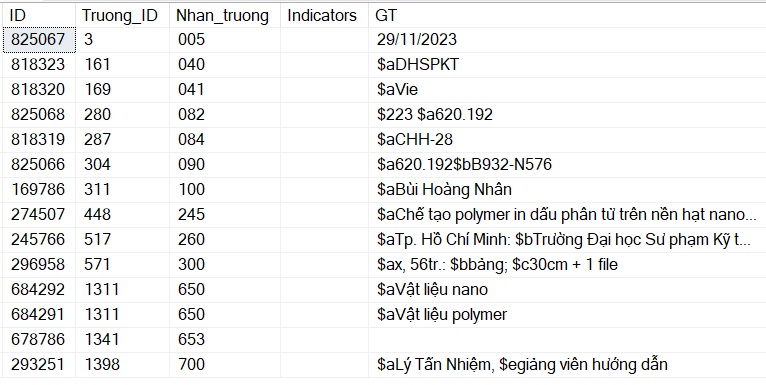 ID Truong_ID Nhan_truong Indicators GT
825067 3 005 29/11/2023
818323 161 040 $aDHSPKT
818320 169 041 $aVie
825068 280 082 $223 $a620.192
818319 287 084 $aCHH-28
825066 304 090 $a620.192$bB932-N576
169786 311 100 $aBùi Hoàng Nhân
274507 448 245 $aChế tạo polymer in dấu phân tử trên nền hạt nano...
245766 517 260 $aTp. Hồ Chí Minh: $bTrường Đại học Sư phạm Kỹ t...
296958 571 300 $ax, 56tr.: $bbảng; $c30cm + 1 file
684292 1311 650 $aVật liệu nano
684291 1311 650 $aVật liệu polymer
678786 1341 653
293251 1398 700 $aLý Tấn Nhiệm, $egiảng viên hướng dẫn